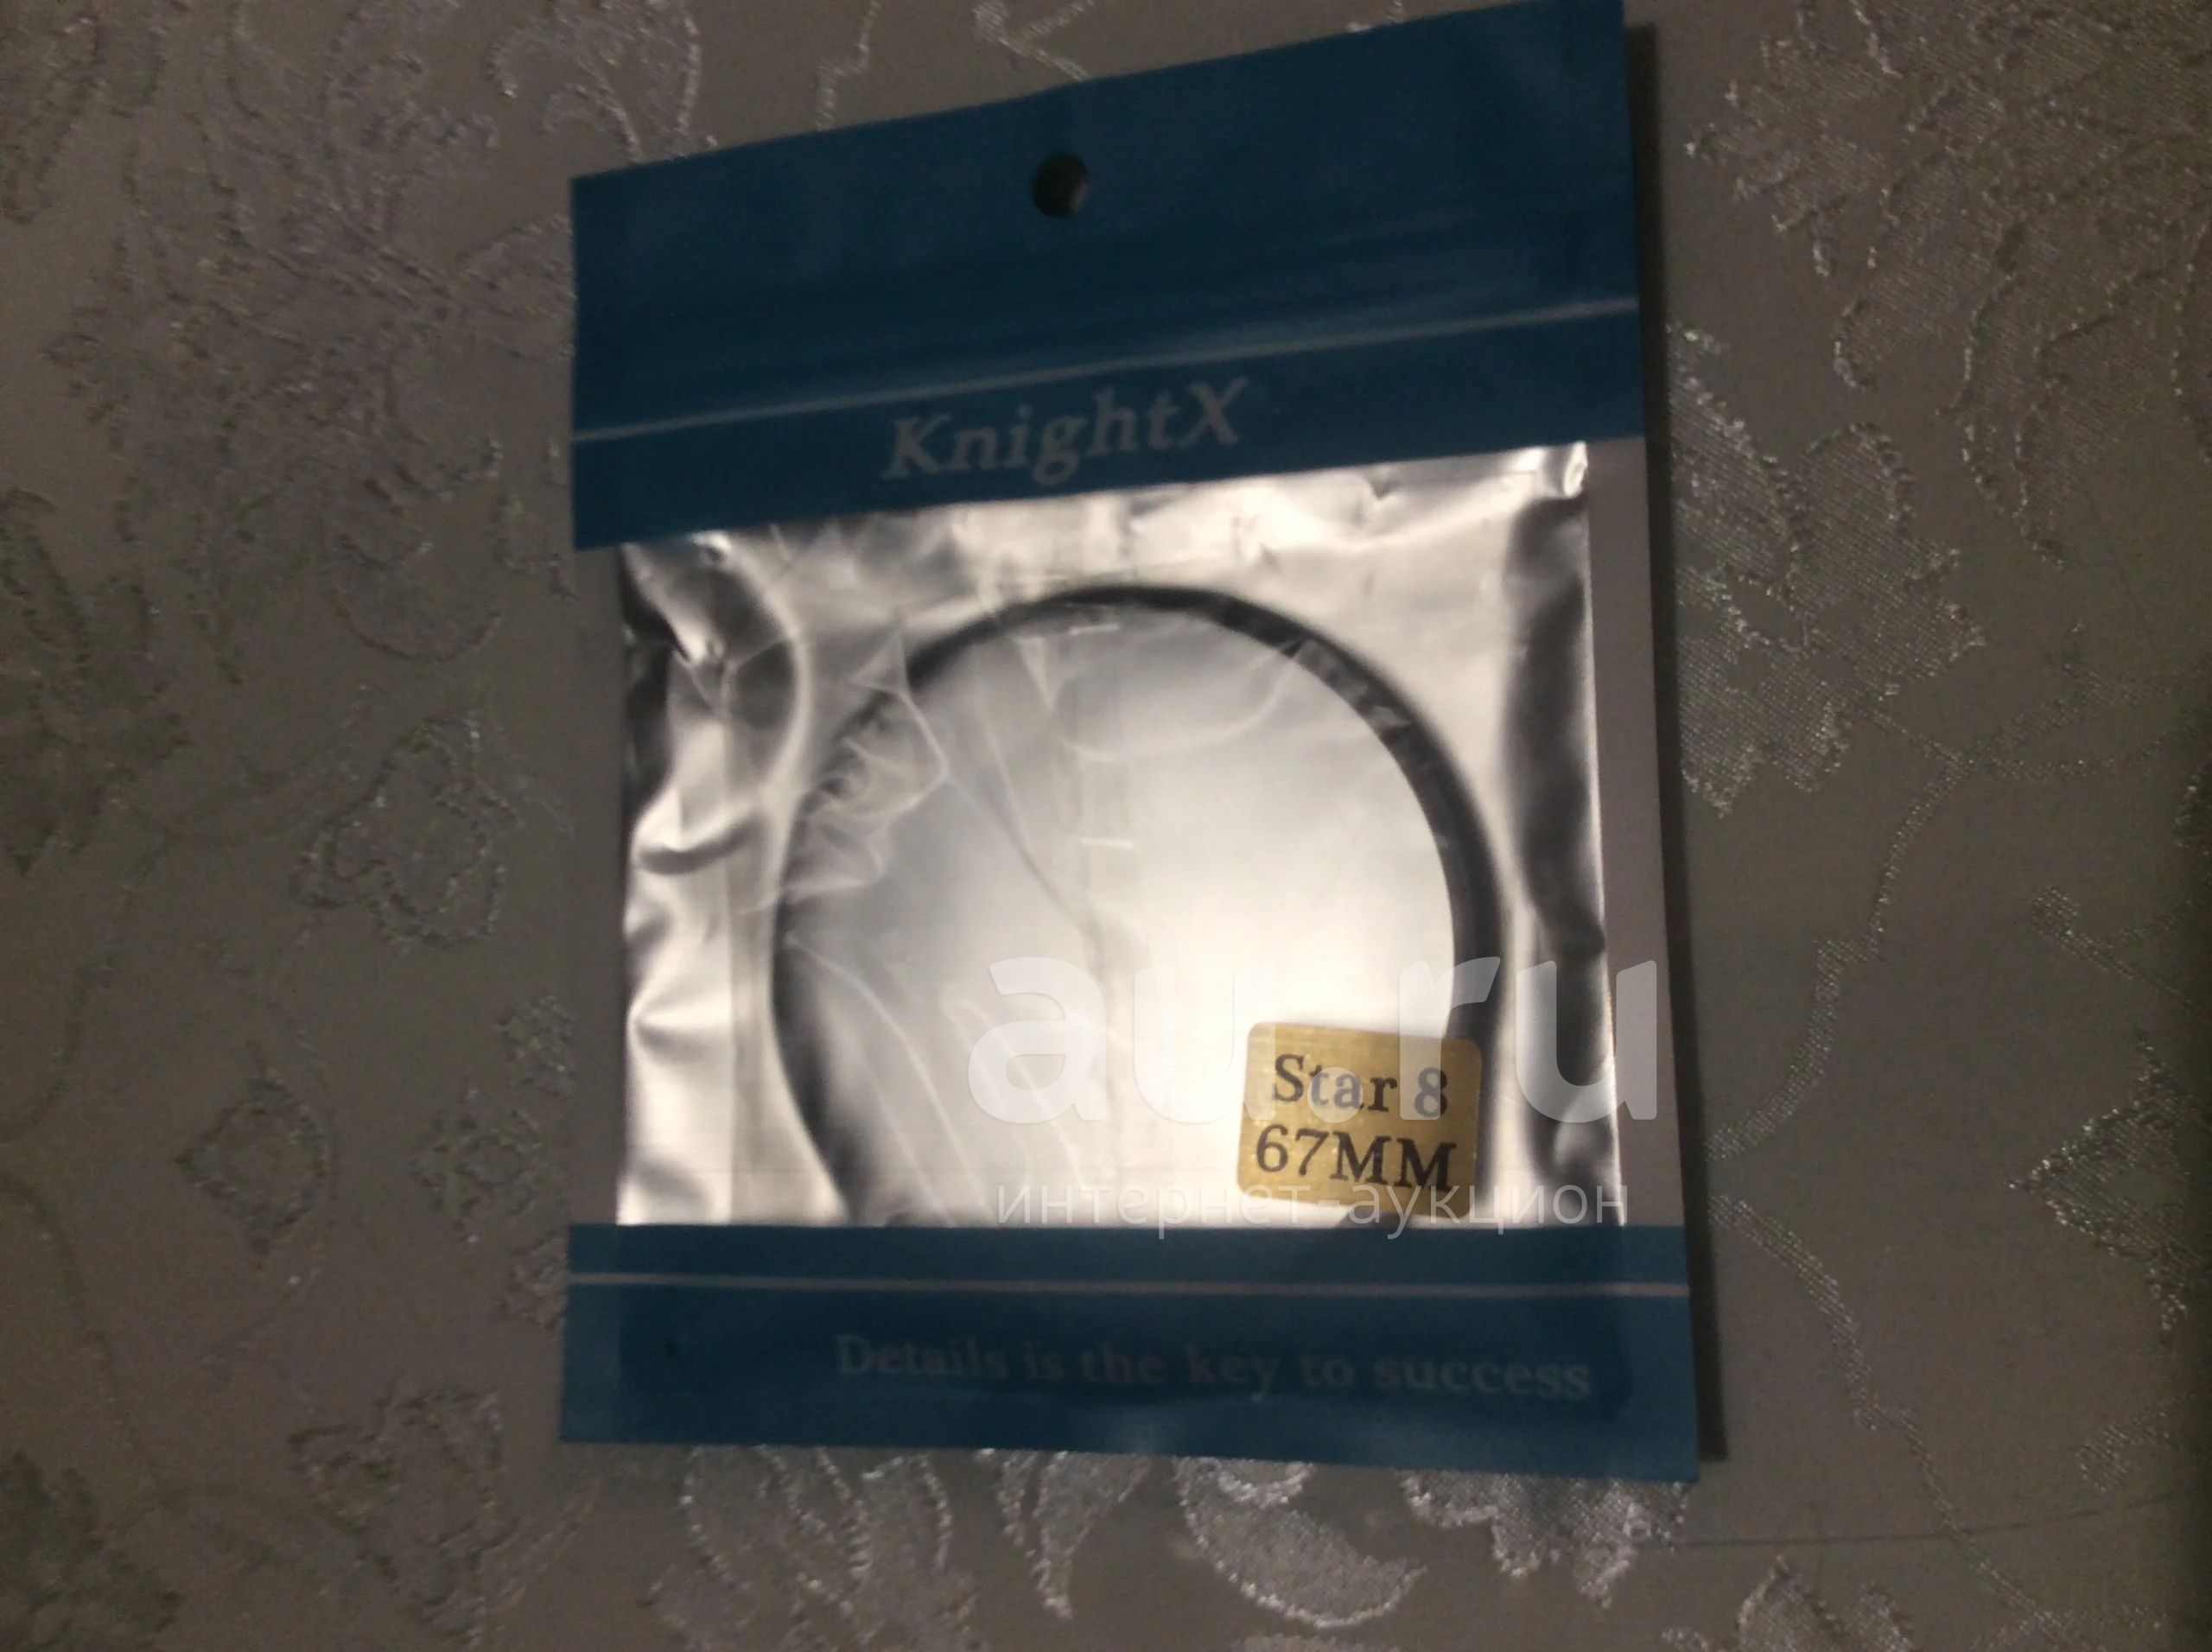 KnightX
au.ru
Star 8
67MM
интернет-аукцион
Details is the key to success